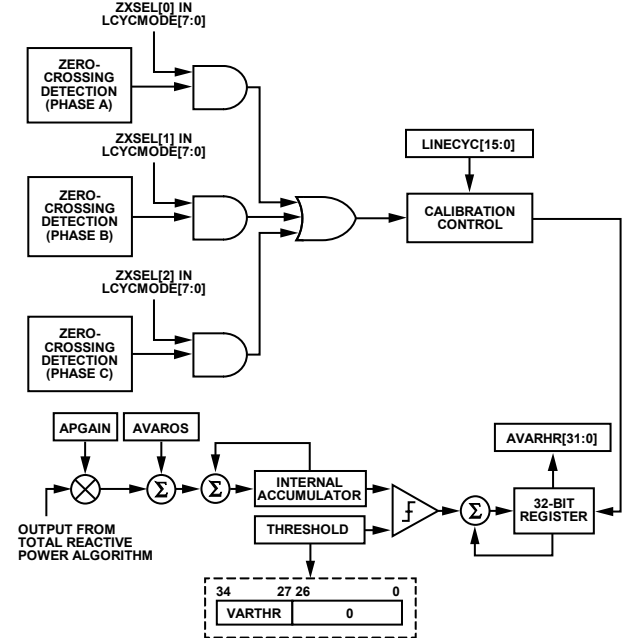 ZXSEL[0] IN
LCYCMODE[7:0]
ZERO-
CROSSING
DETECTION
(PHASE A)
ZXSEL[1] IN
LCYCMODE[7:0]
ZERO-
CROSSING
DETECTION
(PHASE B)
LINECYC[15:0]
CALIBRATION
CONTROL
ZXSEL[2] IN
LCYCMODE[7:0]
ZERO-
CROSSING
DETECTION
(PHASE C)
APGAIN
AVAROS
AVARHR[31:0]
Σ
Σ
INTERNAL
ACCUMULATOR
Σ
32-BIT
REGISTER
OUTPUT FROM
TOTAL REACTIVE
POWER ALGORITHM
THRESHOLD
34 27 26 0
VARTHR 0